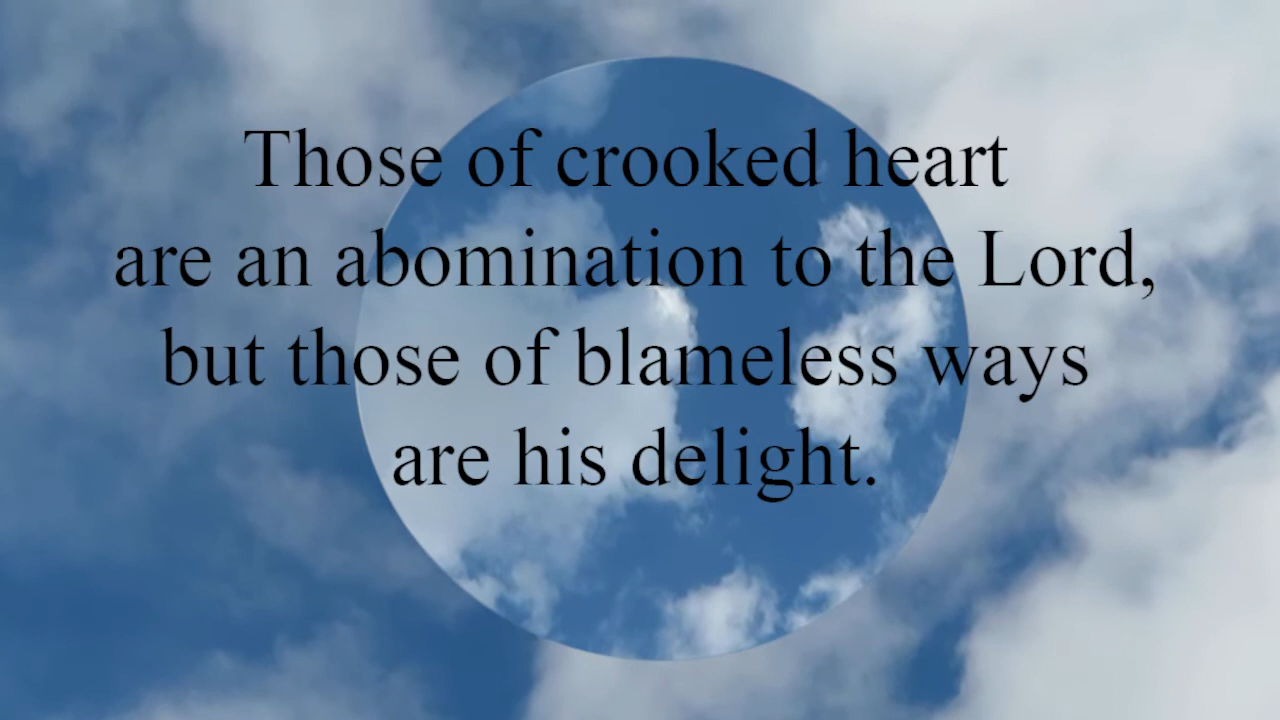 Those of crooked heart
are an abomination to the Lord,
but those of blameless ways
are his delight.